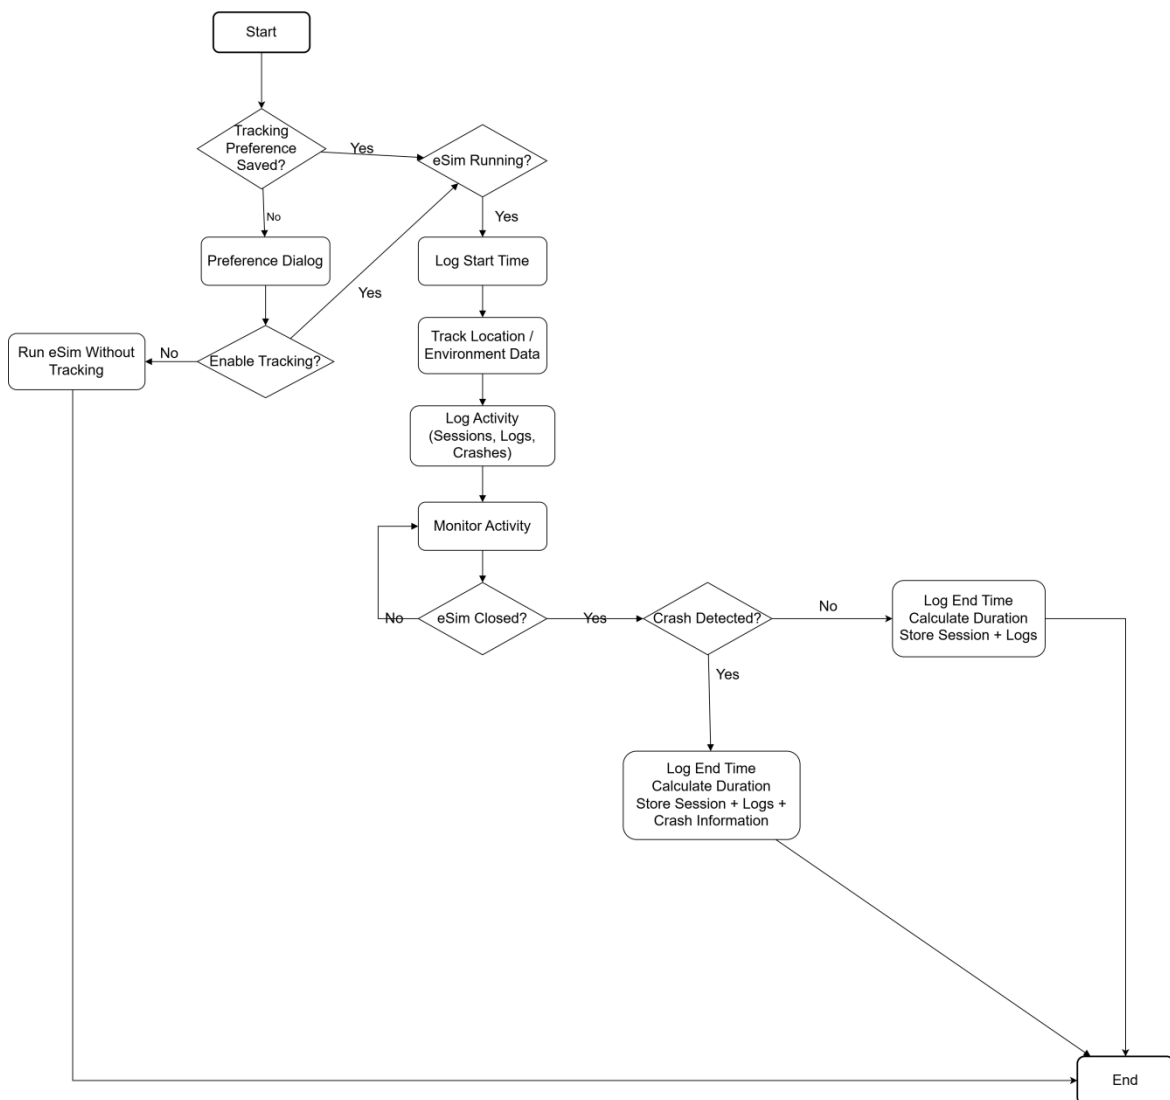 Start
Tracking
Preference
Saved?
Yes
eSim Running?
No
Yes
Preference Dialog
Log Start Time
Yes
Enable Tracking?
No
Run eSim Without
Tracking
Track Location /
Environment Data
Log Activity
(Sessions, Logs,
Crashes)
Monitor Activity
No
eSim Closed?
Yes
Crash Detected?
No
Log End Time
Calculate Duration
Store Session + Logs
Yes
Log End Time
Calculate Duration
Store Session + Logs +
Crash Information
End